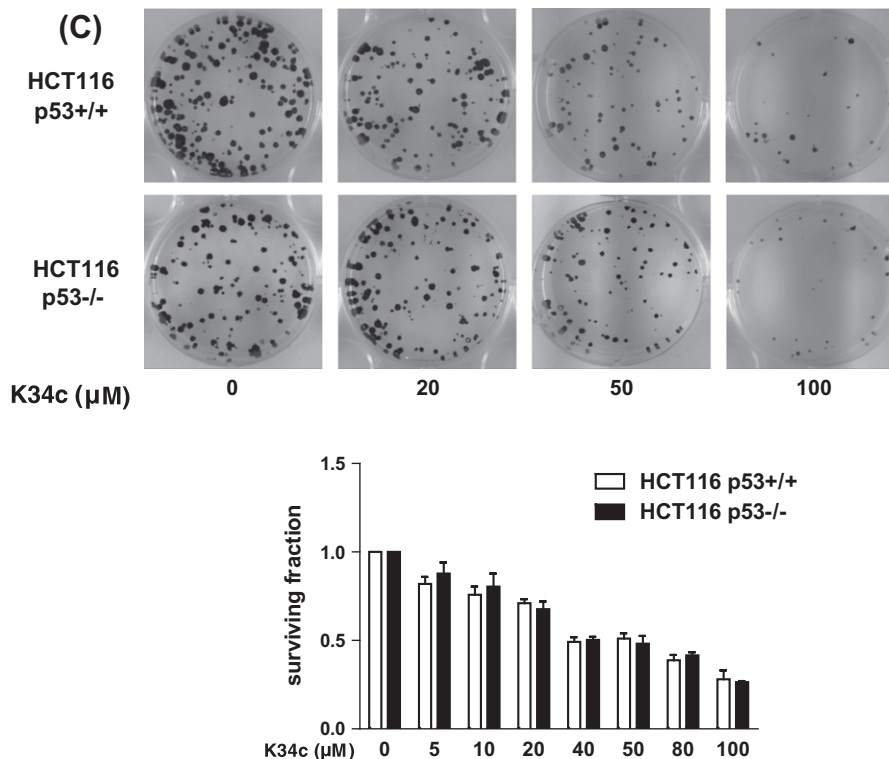 (C)
HCT116
p53+/+
HCT116
p53-/-
K34c (μM) 0 20 50 100
1.5
1.0
0.5
0.0
surviving fraction
HCT116 p53+/+
HCT116 p53-/-
K34c (μM) 0 5 10 20 40 50 80 100